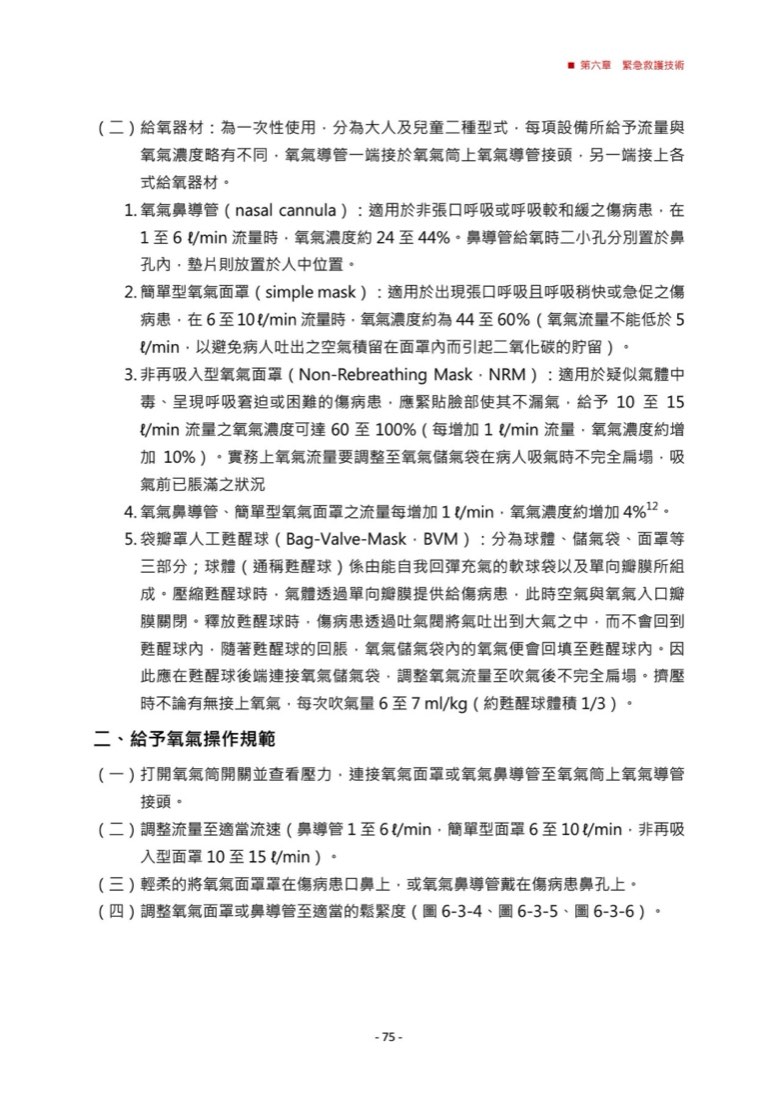 ■ 第六章　緊急救護技術
（二）給氧器材：為一次性使用，分為大人及兒童二種型式，每項設備所給予流量與
氧氣濃度略有不同，氧氣導管一端接於氧氣筒上氧氣導管接頭，另一端接上各
式給氧器材。
1. 氧氣鼻導管（nasal cannula）：適用於非張口呼吸或呼吸較和緩之傷病患，在
1 至 6 ℓ/min 流量時，氧氣濃度約 24 至 44%。鼻導管給氧時二小孔分別置於鼻
孔內，墊片則放置於人中位置。
2. 簡單型氧氣面罩（simple mask）：適用於出現張口呼吸且呼吸稍快或急促之傷
病患，在 6 至 10 ℓ/min 流量時，氧氣濃度約為 44 至 60%（氧氣流量不能低於 5
ℓ/min，以避免病人吐出之空氣積留在面罩內而引起二氧化碳的貯留）。
3. 非再吸入型氧氣面罩（Non-Rebreathing Mask，NRM）：適用於疑似氣體中
毒、呈現呼吸窘迫或困難的傷病患，應緊貼臉部使其不漏氣，給予 10 至 15
ℓ/min 流量之氧氣濃度可達 60 至 100%（每增加 1 ℓ/min 流量，氧氣濃度約增
加 10%）。實務上氧氣流量要調整至氧氣儲氣袋在病人吸氣時不完全扁塌，吸
氣前已脹滿之狀況
4. 氧氣鼻導管、簡單型氧氣面罩之流量每增加 1 ℓ/min，氧氣濃度約增加 4%12。
5. 袋瓣罩人工甦醒球（Bag-Valve-Mask，BVM）：分為球體、儲氣袋、面罩等
三部分；球體（通稱甦醒球）係由能自我回彈充氣的軟球袋以及單向瓣膜所組
成。壓縮甦醒球時，氣體透過單向瓣膜提供給傷病患，此時空氣與氧氣入口瓣
膜關閉。釋放甦醒球時，傷病患透過吐氣閥將氣吐出到大氣之中，而不會回到
甦醒球內，隨著甦醒球的回脹，氧氣儲氣袋內的氧氣便會回填至甦醒球內。因
此應在甦醒球後端連接氧氣儲氣袋，調整氧氣流量至吹氣後不完全扁塌。擠壓
時不論有無接上氧氣，每次吹氣量 6 至 7 ml/kg（約甦醒球體積 1/3）。
二、給予氧氣操作規範
（一）打開氧氣筒開關並查看壓力，連接氧氣面罩或氧氣鼻導管至氧氣筒上氧氣導管
接頭。
（二）調整流量至適當流速（鼻導管 1 至 6 ℓ/min，簡單型面罩 6 至 10 ℓ/min，非再吸
入型面罩 10 至 15 ℓ/min）。
（三）輕柔的將氧氣面罩罩在傷病患口鼻上，或氧氣鼻導管戴在傷病患鼻孔上。
（四）調整氧氣面罩或鼻導管至適當的鬆緊度（圖 6-3-4、圖 6-3-5、圖 6-3-6）。
- 75 -